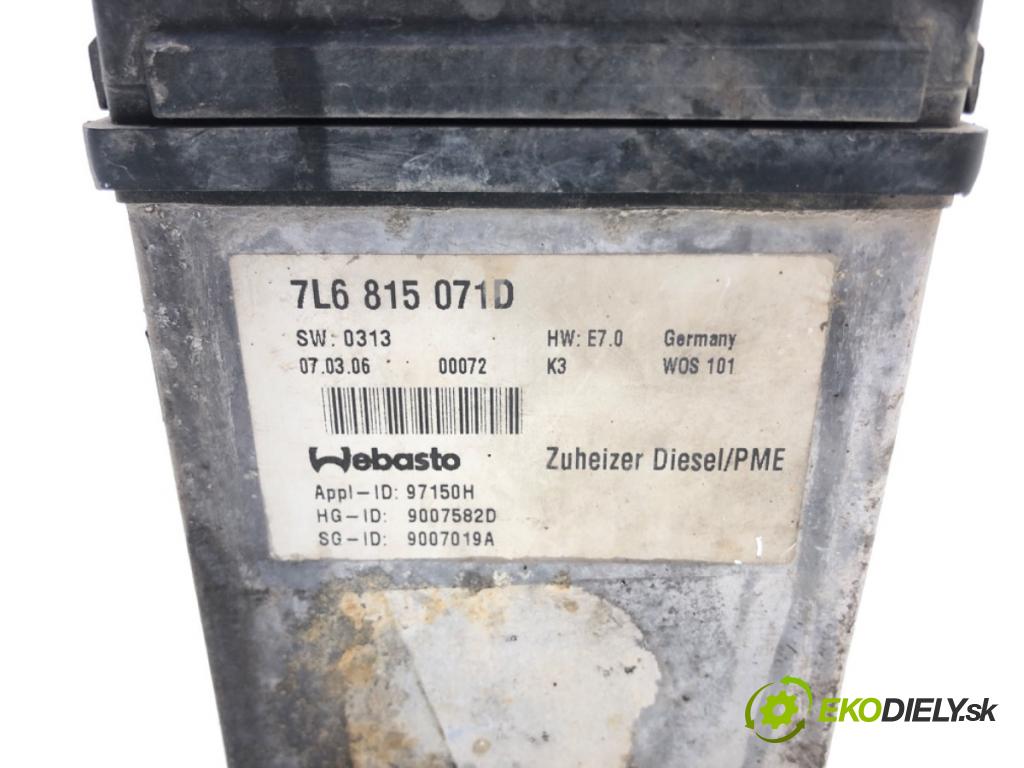 7L6 815 071D
SW: 0313 HW: E7.0 Germany
07.03.06 00072 K3 WOS 101
Webasto Zuheizer Diesel/PME
Appl-ID: 97150H
HG-ID: 9007582D
SG-ID: 9007019A
EKODIELY.sk